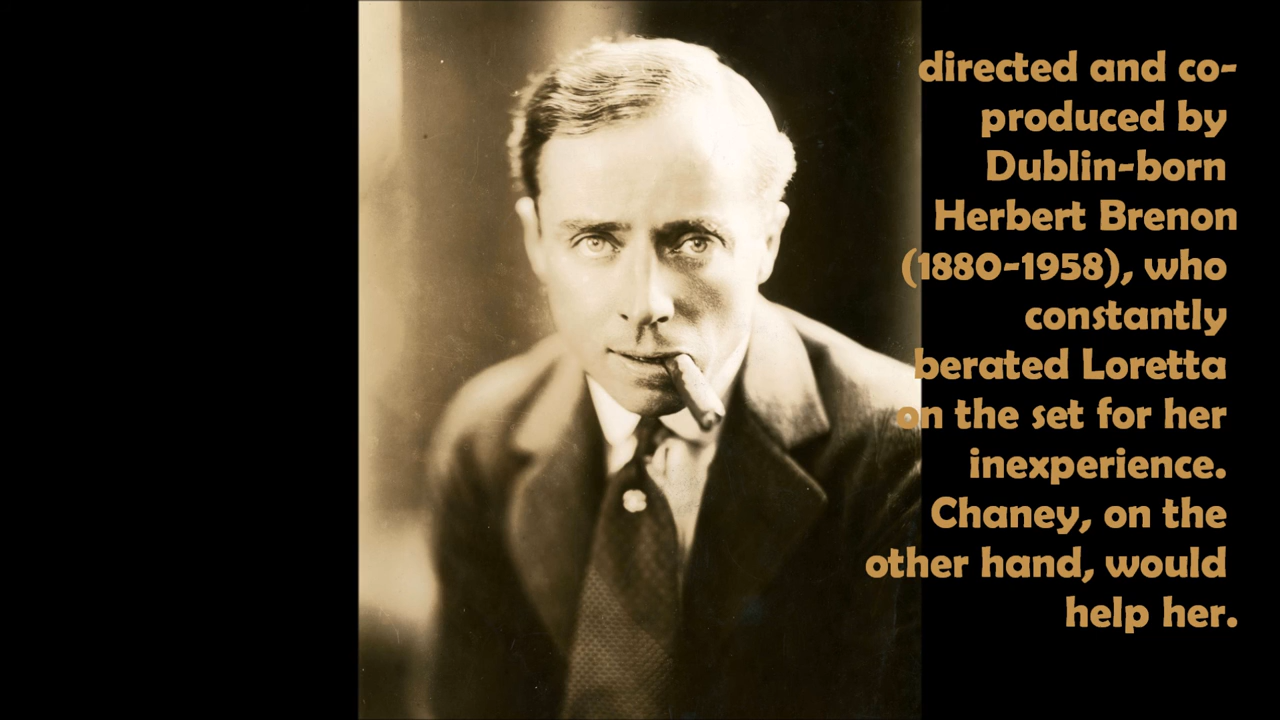 directed and co-
produced by
Dublin-born
Herbert Brenon
(1880-1958), who
constantly
berated Loretta
on the set for her
inexperience.
Chaney, on the
other hand, would
help her.